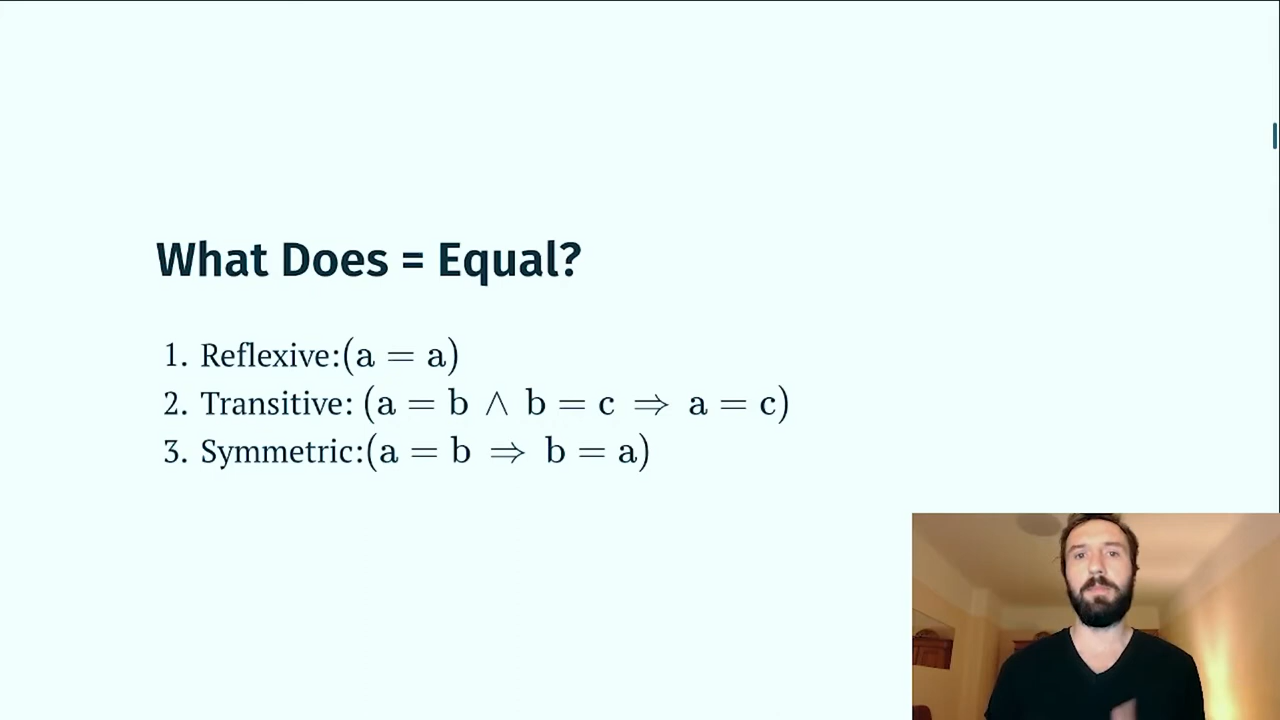 What Does = Equal?
1. Reflexive:(a = a)
2. Transitive: (a = b ∧ b = c ⇒ a = c)
3. Symmetric:(a = b ⇒ b = a)